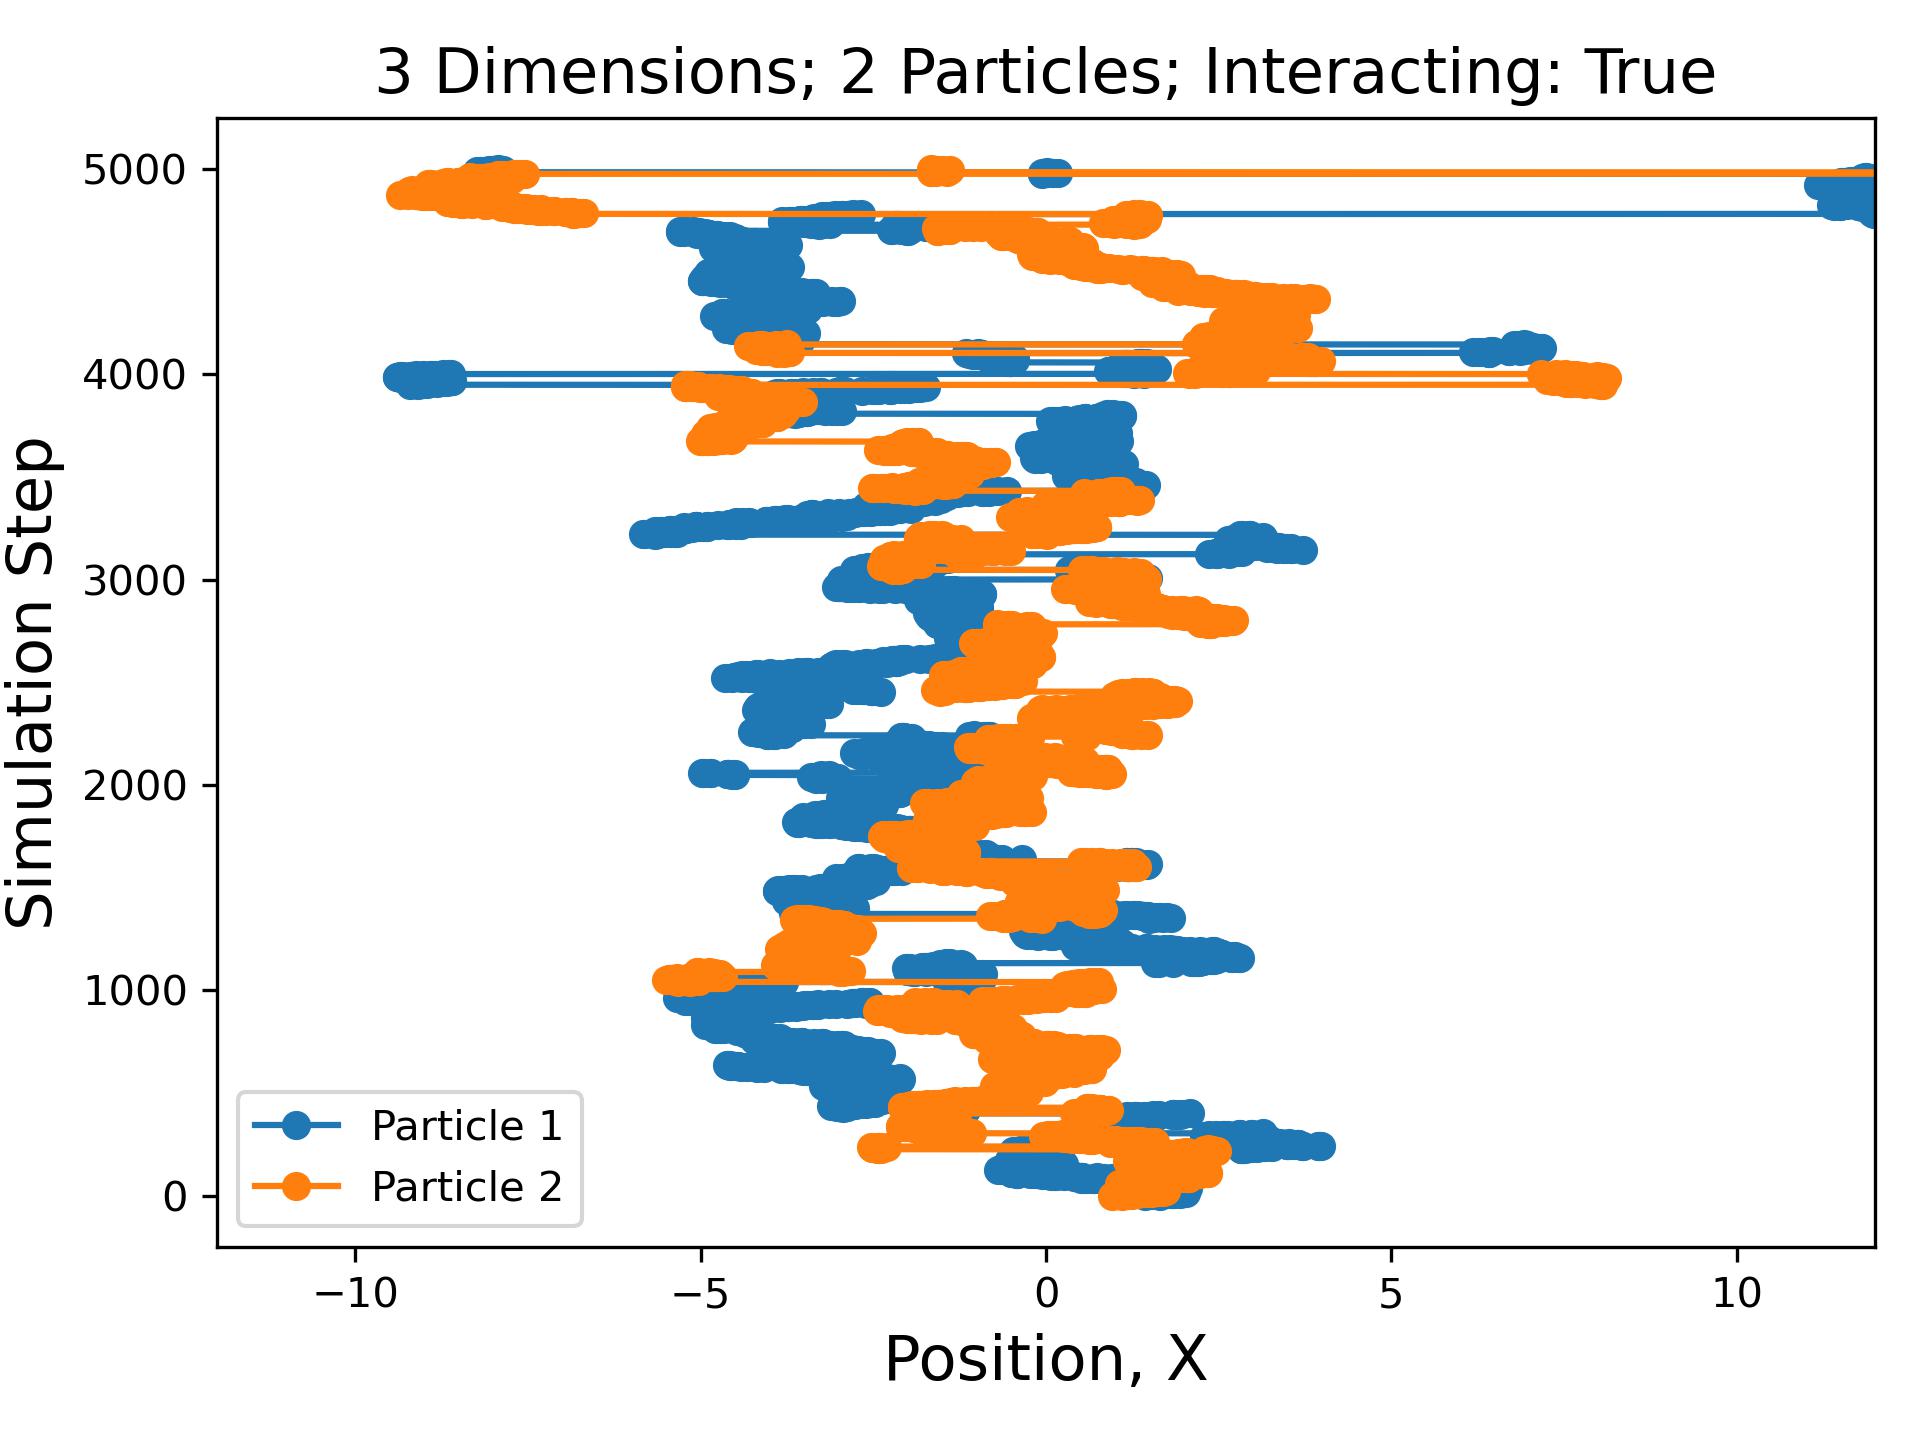 3 Dimensions; 2 Particles; Interacting: True
Simulation Step
5000
4000
3000
2000
1000
0
Particle 1
Particle 2
−10
−5
0
5
10
Position, X